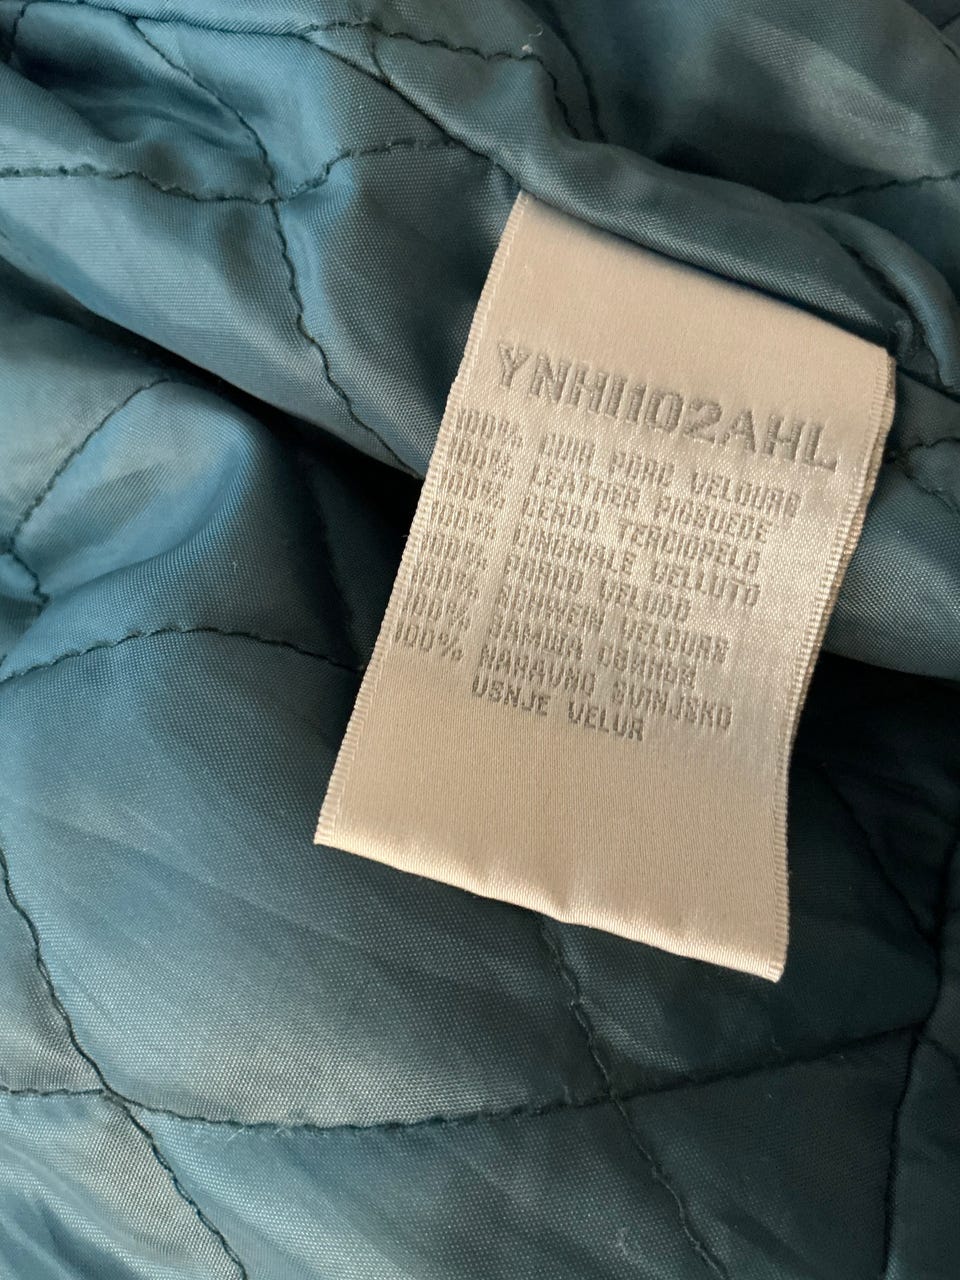 YNHI102AHL
100% CUIR PORC VELOURS
100% LEATHER PIGSUEDE
100% CERDO TERCIOPELO
100% CINGHIALE VELLUTO
100% PORCO VELUDO
100% SCHWEIN VELOURS
100% ЗАМША
100% NARAVNO SVINJSKO
USNJE VELUR